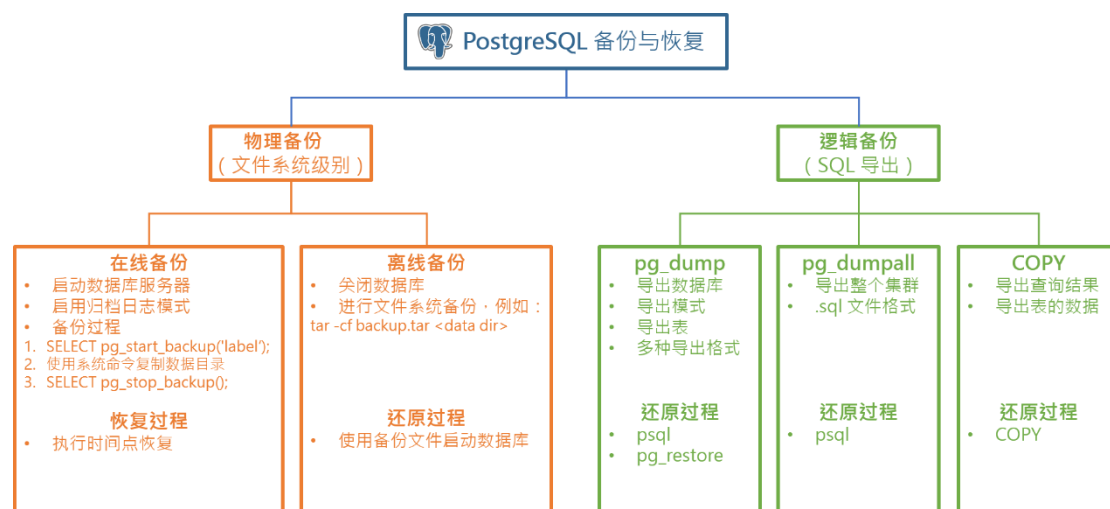 PostgreSQL 备份与恢复
物理备份
（文件系统级别）
逻辑备份
（SQL 导出）
在线备份
• 启动数据库服务器
• 启用归档日志模式
• 备份过程
1. SELECT pg_start_backup('label');
2. 使用系统命令复制数据目录
3. SELECT pg_stop_backup();
恢复过程
• 执行时间点恢复
离线备份
• 关闭数据库
• 进行文件系统备份，例如：
tar -cf backup.tar <data dir>
还原过程
• 使用备份文件启动数据库
pg_dump
• 导出数据库
• 导出模式
• 导出表
• 多种导出格式
还原过程
• psql
• pg_restore
pg_dumpall
• 导出整个集群
• .sql 文件格式
还原过程
• psql
COPY
• 导出查询结果
• 导出表的数据
还原过程
• COPY